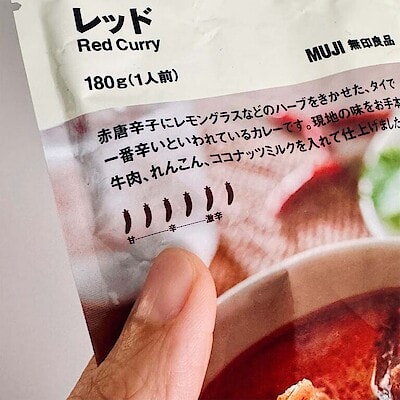 レッド
Red Curry
MUJI 無印良品
180g(1人前)
赤唐辛子にレモングラスなどのハーブをきかせた、タイで
一番辛いといわれているカレーです。現地の味をお手本
牛肉、れんこん、ココナッツミルクを入れて仕上げました
甘 辛 激辛